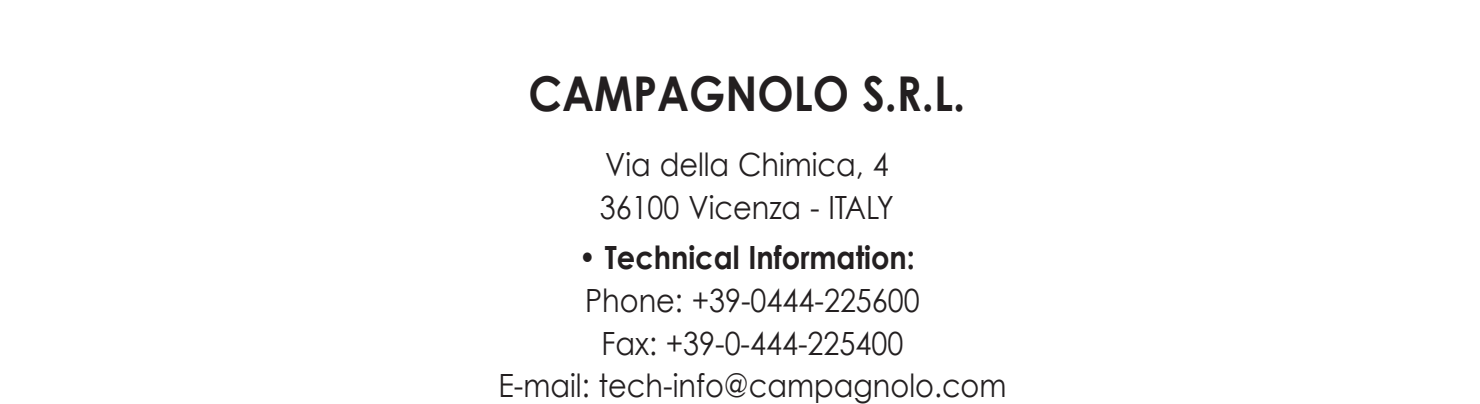 CAMPAGNOLO S.R.L.
Via della Chimica, 4
36100 Vicenza - ITALY
• Technical Information:
Phone: +39-0444-225600
Fax: +39-0-444-225400
E-mail: tech-info@campagnolo.com